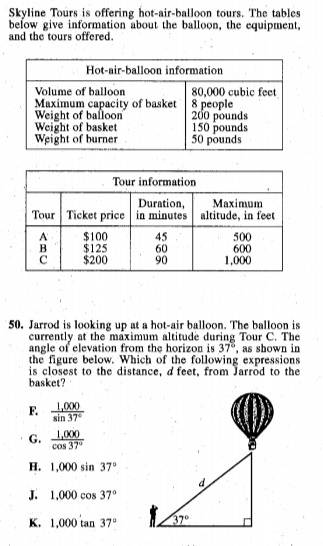 Skyline Tours is offering hot-air-balloon tours. The tables
below give information about the balloon, the equipment,
and the tours offered.
Hot-air-balloon information
Volume of balloon 80,000 cubic feet
Maximum capacity of basket 8 people
Weight of balloon 200 pounds
Weight of basket 150 pounds
Weight of burner 50 pounds
Tour information
Tour Ticket price Duration, in minutes Maximum altitude, in feet
A $100 45 500
B $125 60 600
C $200 90 1,000
50. Jarrod is looking up at a hot-air balloon. The balloon is
currently at the maximum altitude during Tour C. The
angle of elevation from the horizon is 37°, as shown in
the figure below. Which of the following expressions
is closest to the distance, d feet, from Jarrod to the
basket?
F. 1,000
sin 37°
G. 1,000
cos 37°
H. 1,000 sin 37°
J. 1,000 cos 37°
K. 1,000 tan 37°
d
37°